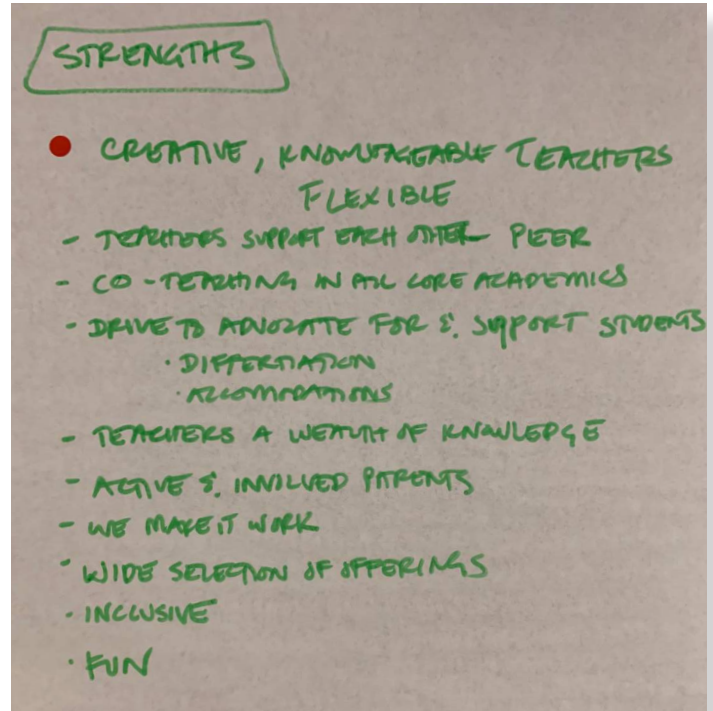 STRENGTHS
• CREATIVE, KNOWLEAGEABLE TEACHERS
FLEXIBLE
- TEACHERS SUPPORT EACH OTHER PEER
- CO-TEACHING IN ALL CORE ACADEMICS
- DRIVE TO ADVOCATE FOR & SUPPORT STUDENTS
· DIFFERTIATION
· ACCOMODATIONS
- TEACHERS A WEALTH OF KNOWLEDGE
- ACTIVE & INVOLVED PARENTS
- WE MAKE IT WORK
- WIDE SELECTION OF OFFERINGS
· INCLUSIVE
· FUN